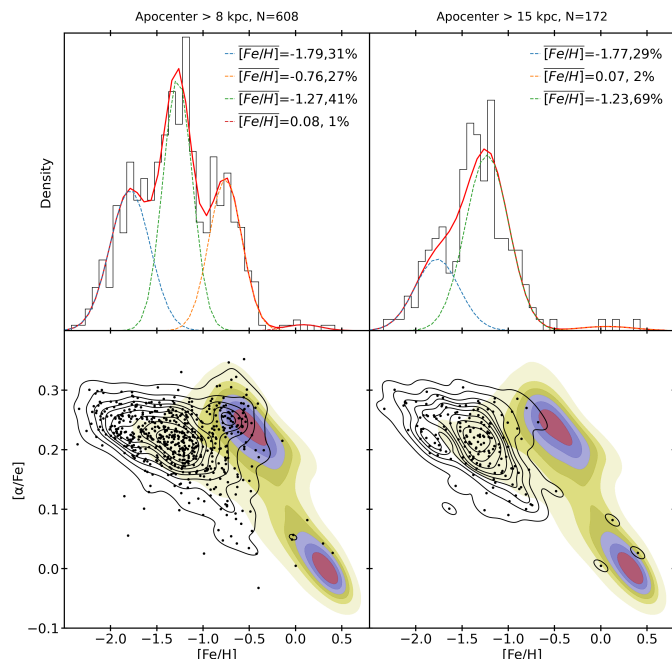 Apocenter > 8 kpc, N=608
Apocenter > 15 kpc, N=172
[Fe/H]=-1.79,31%
[Fe/H]=-0.76,27%
[Fe/H]=-1.27,41%
[Fe/H]=0.08, 1%
[Fe/H]=-1.77,29%
[Fe/H]=0.07, 2%
[Fe/H]=-1.23,69%
Density
0.3
0.2
0.1
0.0
−0.1
[α/Fe]
−2.0 −1.5 −1.0 −0.5 0.0 0.5
−2.0 −1.5 −1.0 −0.5 0.0 0.5
[Fe/H]
[Fe/H]